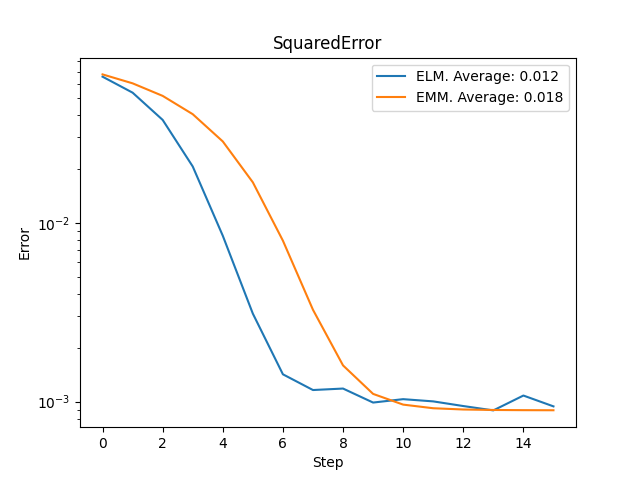 SquaredError
ELM. Average: 0.012
EMM. Average: 0.018
Error
10⁻²
10⁻³
0 2 4 6 8 10 12 14
Step